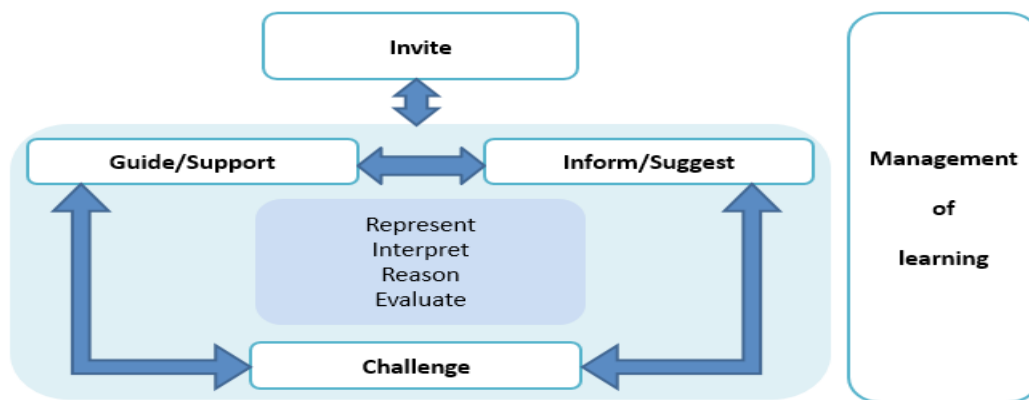 Invite
Guide/Support
Inform/Suggest
Represent
Interpret
Reason
Evaluate
Challenge
Management
of
learning